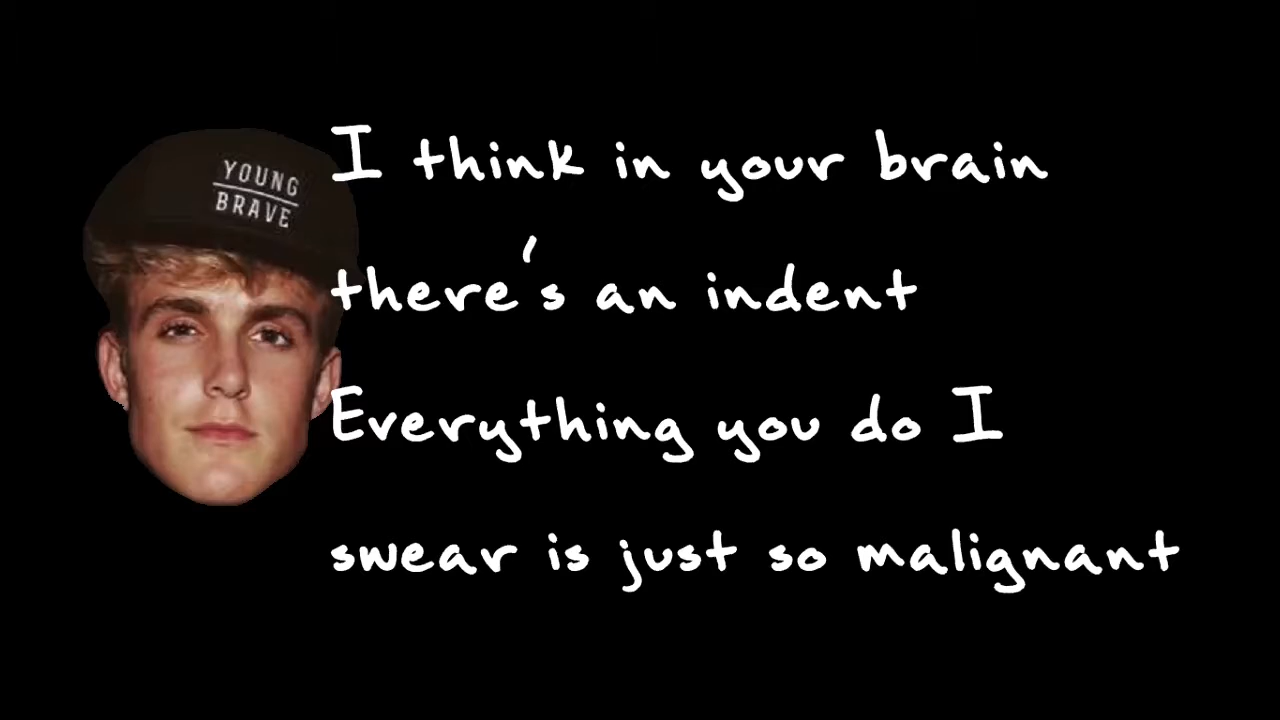 YOUNG
BRAVE
I think in your brain
there's an indent
Everything you do I
swear is just so malignant